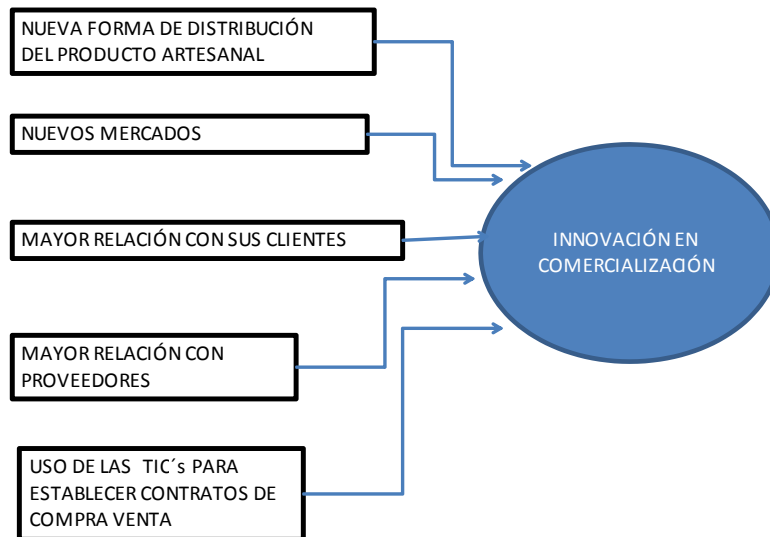 NUEVA FORMA DE DISTRIBUCIÓN
DEL PRODUCTO ARTESANAL
NUEVOS MERCADOS
MAYOR RELACIÓN CON SUS CLIENTES
INNOVACIÓN EN
COMERCIALIZACIÓN
MAYOR RELACIÓN CON
PROVEEDORES
USO DE LAS TIC´s PARA
ESTABLECER CONTRATOS DE
COMPRA VENTA